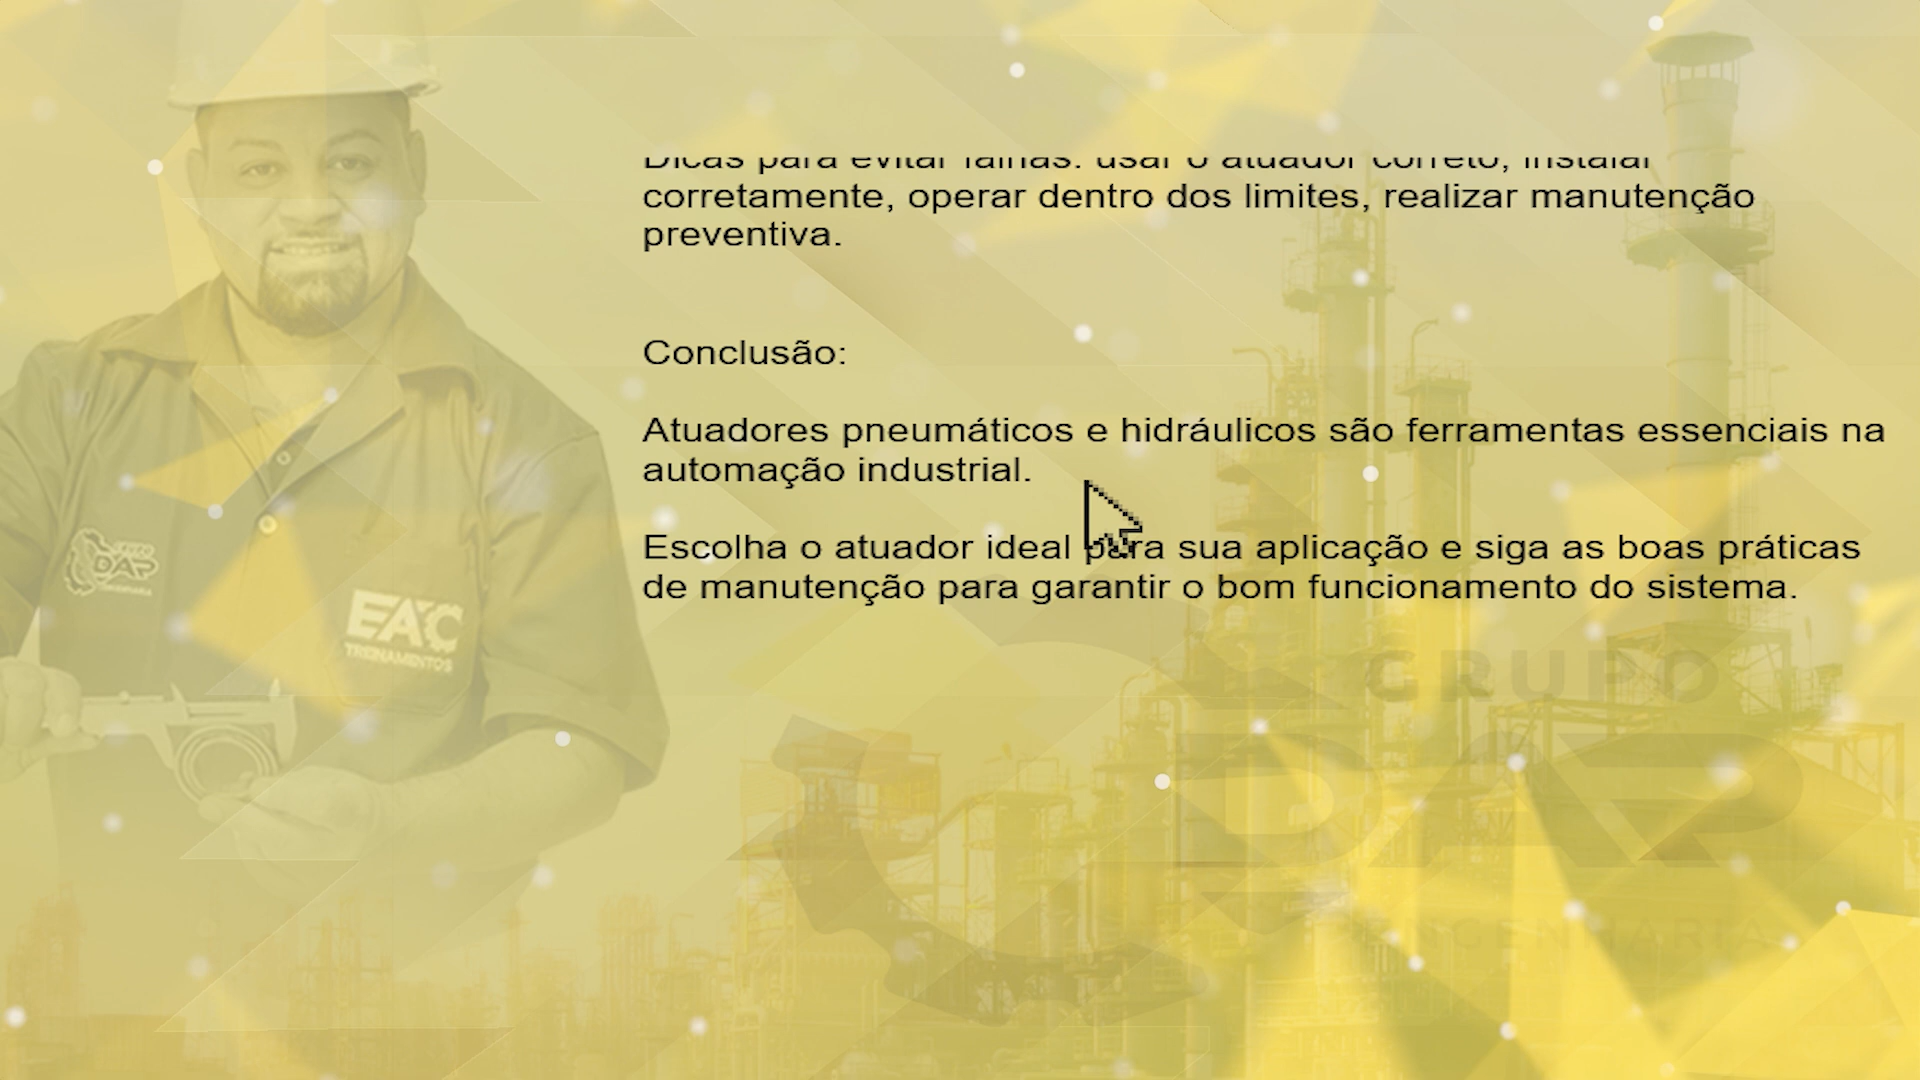 Dicas para evitar falhas: usar o atuador correto, instalar
corretamente, operar dentro dos limites, realizar manutenção
preventiva.
Conclusão:
Atuadores pneumáticos e hidráulicos são ferramentas essenciais na
automação industrial.
Escolha o atuador ideal para sua aplicação e siga as boas práticas
de manutenção para garantir o bom funcionamento do sistema.
DAP
EAC
TREINAMENTOS
GRUPO
DAP
ENGENHARIA